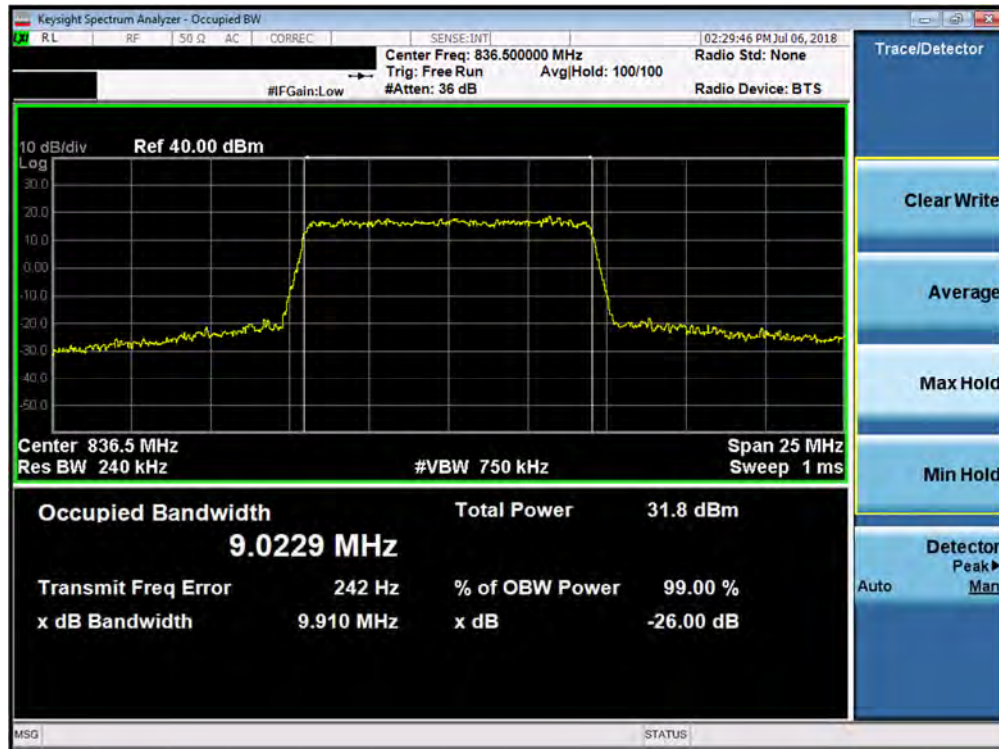 Keysight Spectrum Analyzer - Occupied BW
LXI RL RF 50 Ω AC CORREC SENSE:INT 02:29:46 PM Jul 06, 2018
Center Freq: 836.500000 MHz Radio Std: None
Trig: Free Run Avg|Hold: 100/100
#IFGain:Low #Atten: 36 dB Radio Device: BTS
Trace/Detector
10 dB/div Ref 40.00 dBm
Log
30.0
20.0
10.0
0.00
-10.0
-20.0
-30.0
-40.0
-50.0
Center 836.5 MHz Span 25 MHz
Res BW 240 kHz #VBW 750 kHz Sweep 1 ms
Occupied Bandwidth Total Power 31.8 dBm
9.0229 MHz
Transmit Freq Error 242 Hz % of OBW Power 99.00 %
x dB Bandwidth 9.910 MHz x dB -26.00 dB
Clear Write
Average
Max Hold
Min Hold
Detector
Peak▶
Auto Man
MSG STATUS